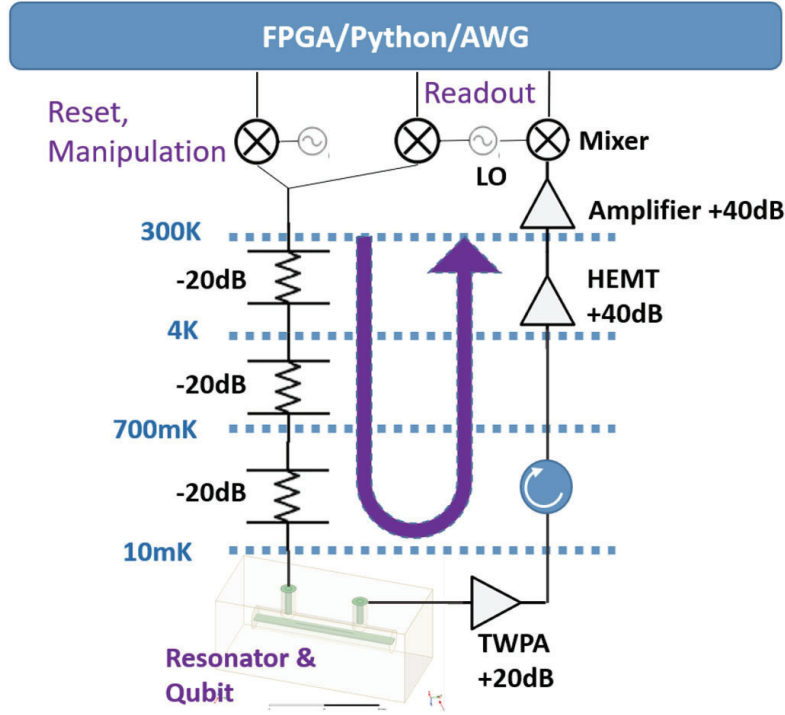 FPGA/Python/AWG
Reset,
Manipulation
Readout
Mixer
LO
Amplifier +40dB
300K
-20dB
HEMT
+40dB
4K
-20dB
700mK
-20dB
10mK
Resonator &
Qubit
TWPA
+20dB